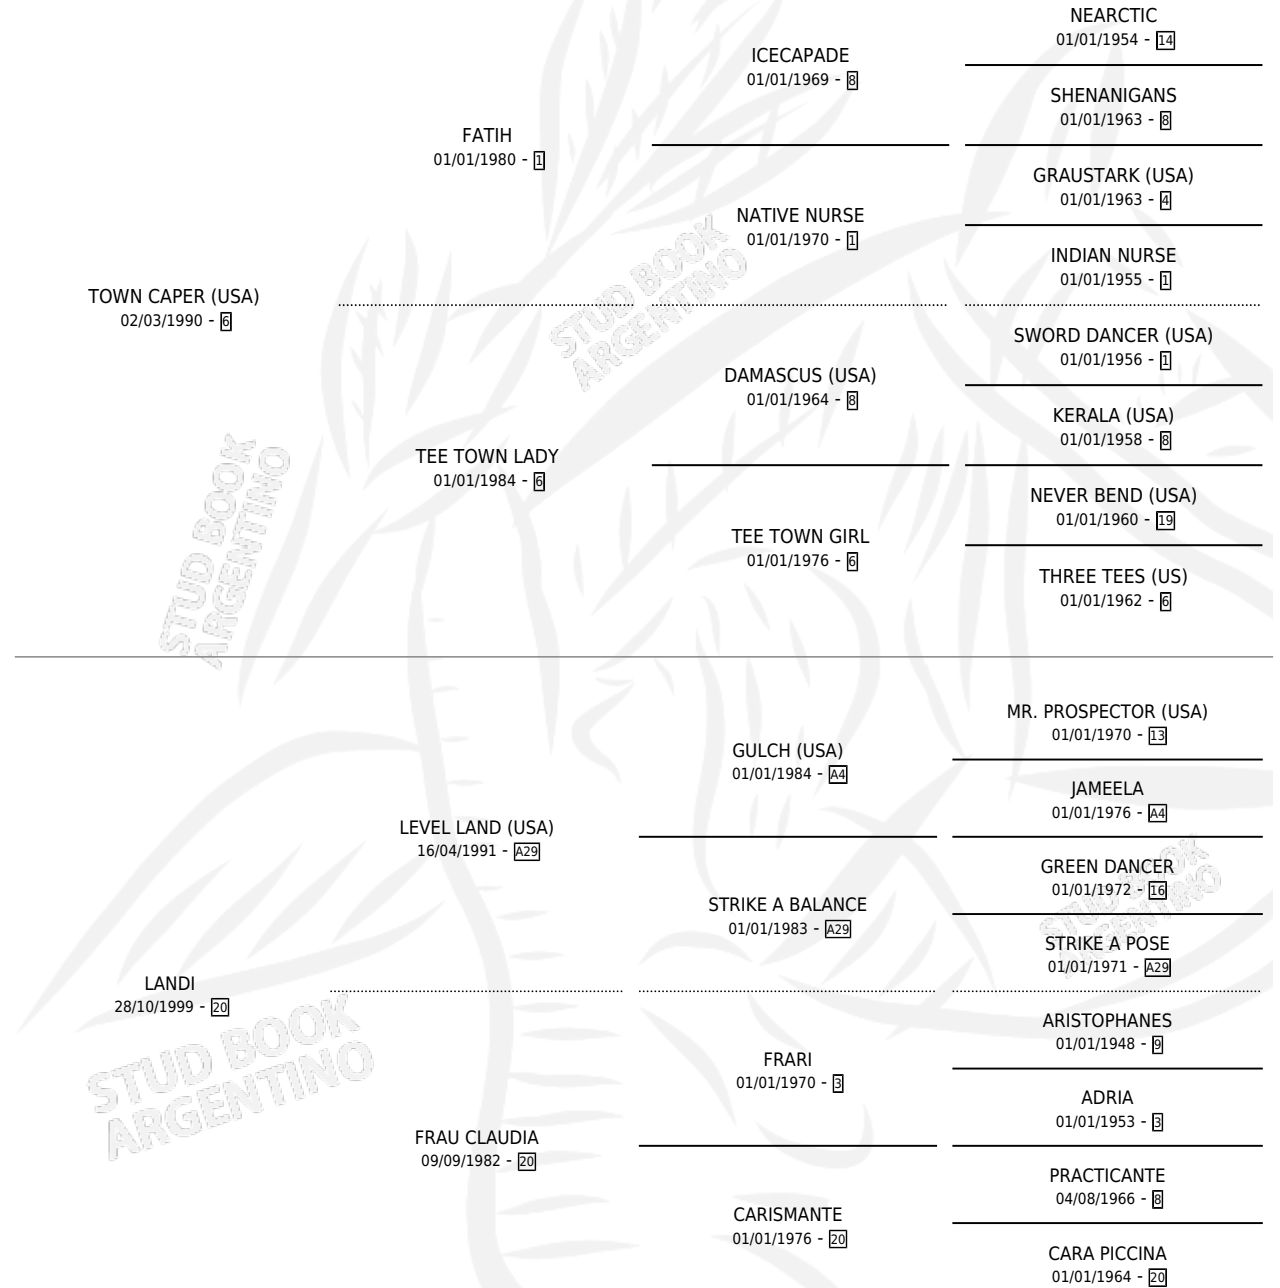 NEARCTIC
01/01/1954 - 14
ICECAPADE
01/01/1969 - 8
SHENANIGANS
01/01/1963 - 8
FATIH
01/01/1980 - 1
GRAUSTARK (USA)
01/01/1963 - 4
NATIVE NURSE
01/01/1970 - 1
INDIAN NURSE
01/01/1955 - 1
TOWN CAPER (USA)
02/03/1990 - 6
SWORD DANCER (USA)
01/01/1956 - 1
DAMASCUS (USA)
01/01/1964 - 8
KERALA (USA)
01/01/1958 - 8
TEE TOWN LADY
01/01/1984 - 6
NEVER BEND (USA)
01/01/1960 - 19
TEE TOWN GIRL
01/01/1976 - 6
THREE TEES (US)
01/01/1962 - 6
MR. PROSPECTOR (USA)
01/01/1970 - 13
GULCH (USA)
01/01/1984 - A4
JAMEELA
01/01/1976 - A4
LEVEL LAND (USA)
16/04/1991 - A29
GREEN DANCER
01/01/1972 - 16
STRIKE A BALANCE
01/01/1983 - A29
STRIKE A POSE
01/01/1971 - A29
LANDI
28/10/1999 - 20
ARISTOPHANES
01/01/1948 - 9
FRARI
01/01/1970 - 3
ADRIA
01/01/1953 - 3
FRAU CLAUDIA
09/09/1982 - 20
PRACTICANTE
04/08/1966 - 8
CARISMANTE
01/01/1976 - 20
CARA PICCINA
01/01/1964 - 20
STUD BOOK
ARGENTINO
STUD BOOK
ARGENTINO
STUD BOOK
ARGENTINO
STUD BOOK
ARGENTINO